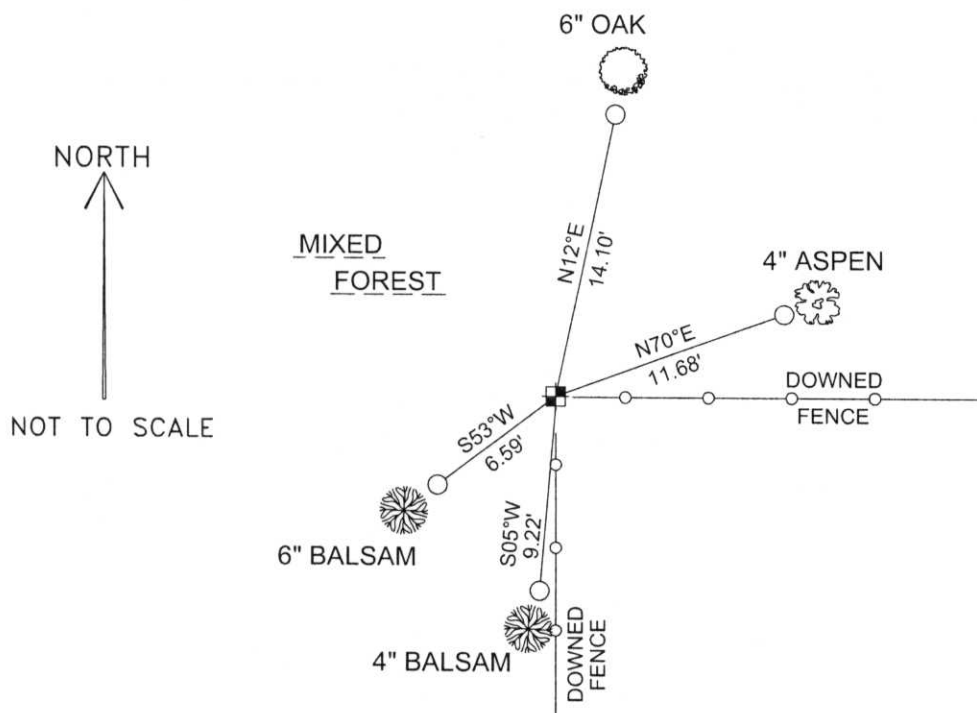 6" OAK
NORTH
MIXED
FOREST
N12°E
14.10'
4" ASPEN
N70°E
11.68'
DOWNED
FENCE
NOT TO SCALE
S53°W
6.59'
S05°W
9.22'
6" BALSAM
4" BALSAM
DOWNED
FENCE